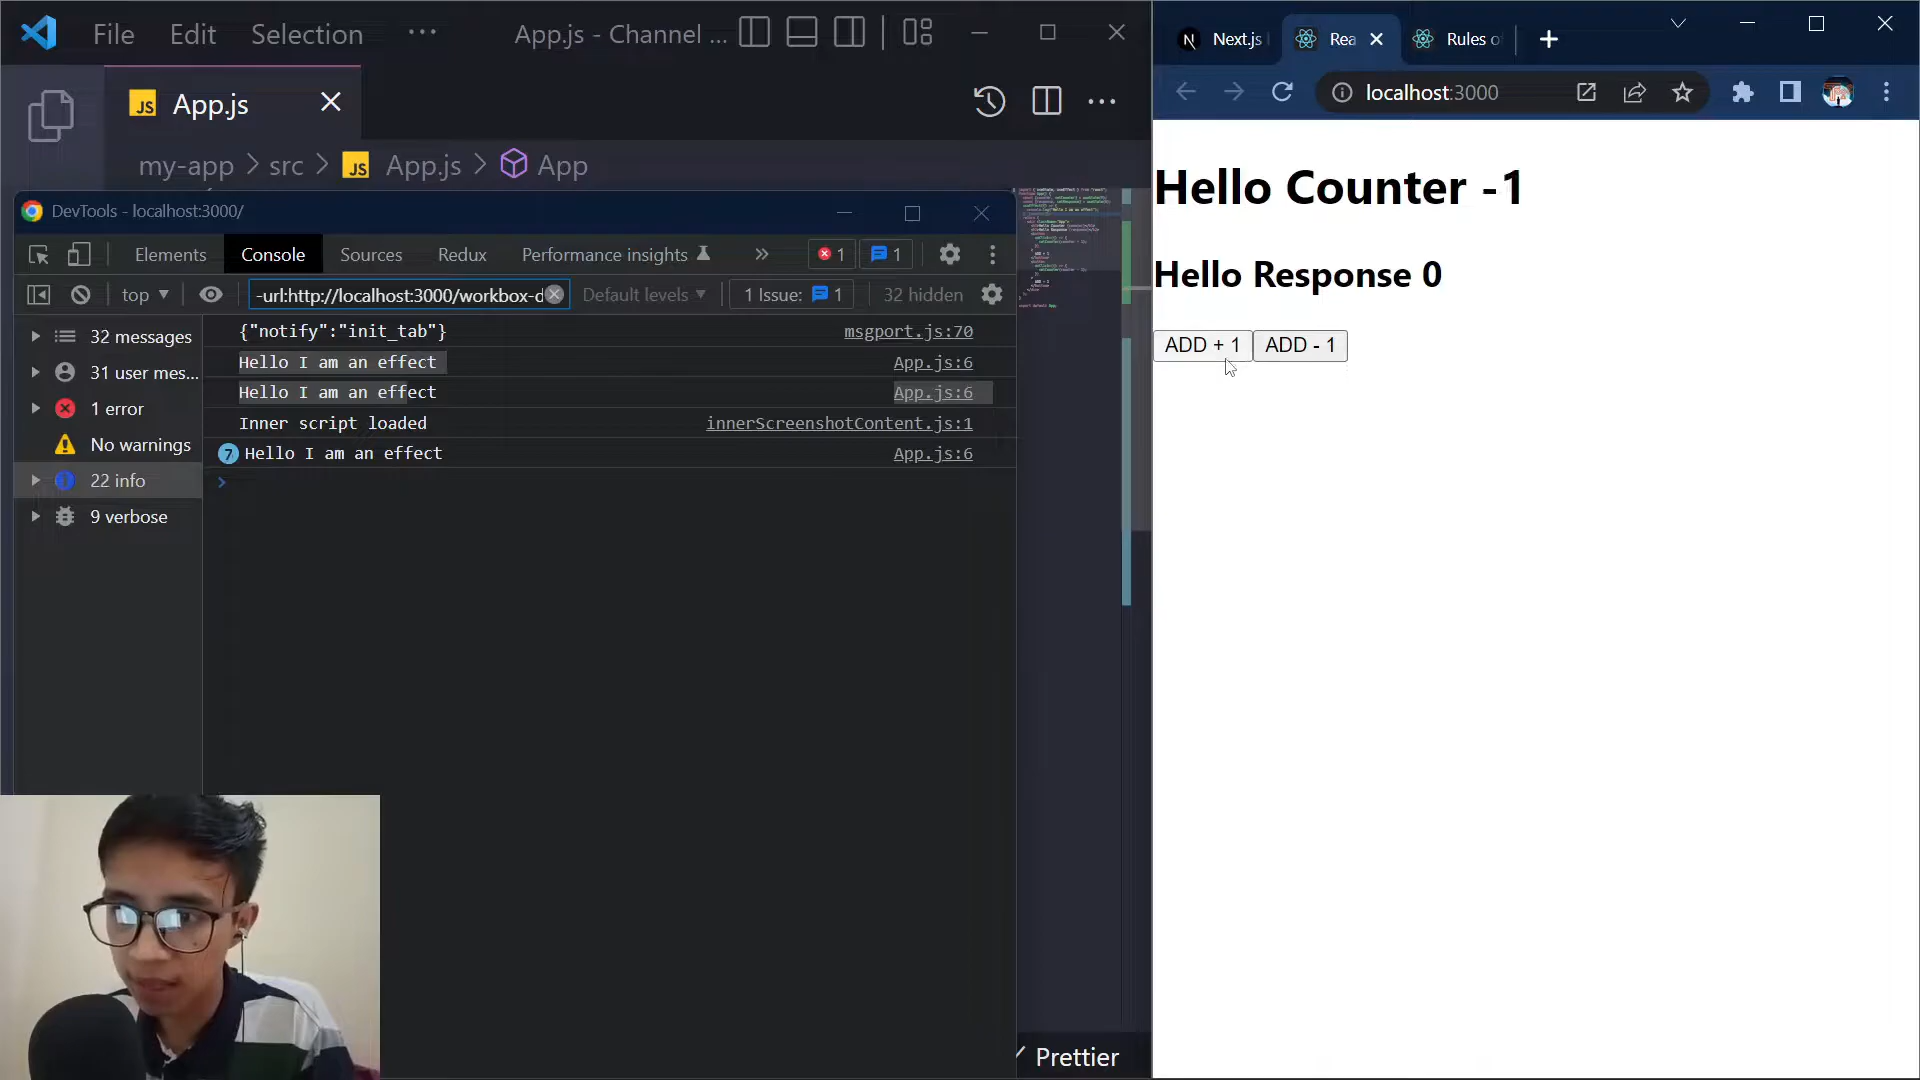 File Edit Selection ··· App.js - Channel ...
JS App.js
my-app > src > JS App.js > App
DevTools - localhost:3000/
Elements Console Sources Redux Performance insights » 1 1
top -url:http://localhost:3000/workbox-d Default levels 1 Issue: 1 32 hidden
32 messages
31 user mes...
1 error
No warnings
22 info
9 verbose
{"notify":"init_tab"} msgport.js:70
Hello I am an effect App.js:6
Hello I am an effect App.js:6
Inner script loaded innerScreenshotContent.js:1
7 Hello I am an effect App.js:6
Prettier
N Next.js Rea Rules o
localhost:3000
Hello Counter -1
Hello Response 0
ADD + 1 ADD - 1